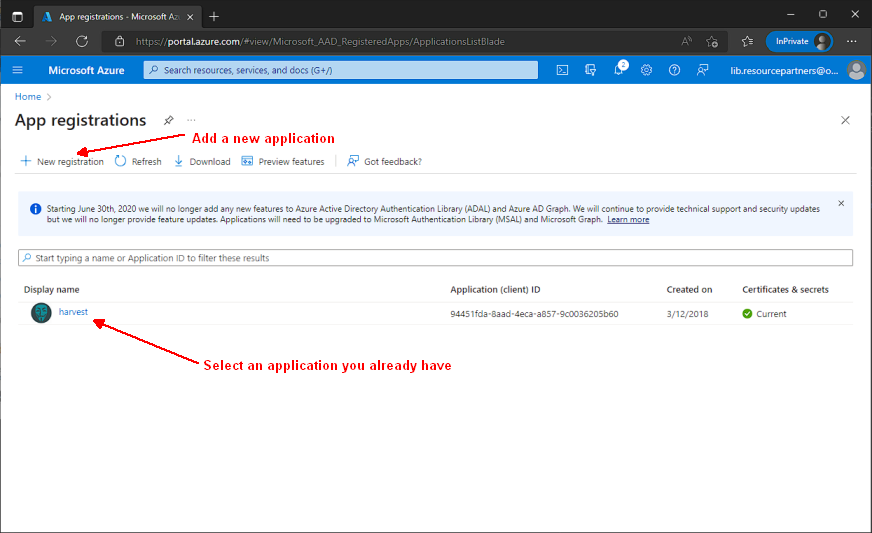 App registrations - Microsoft Az
https://portal.azure.com/#view/Microsoft_AAD_RegisteredApps/ApplicationsListBlade
InPrivate
Microsoft Azure
Search resources, services, and docs (G+/)
2
lib.resourcepartners@o...
Home
App registrations
...
Add a new application
New registration
Refresh
Download
Preview features
Got feedback?
Starting June 30th, 2020 we will no longer add any new features to Azure Active Directory Authentication Library (ADAL) and Azure AD Graph. We will continue to provide technical support and security updates
but we will no longer provide feature updates. Applications will need to be upgraded to Microsoft Authentication Library (MSAL) and Microsoft Graph. Learn more
Start typing a name or Application ID to filter these results
Display name Application (client) ID Created on Certificates & secrets
harvest 94451fda-8aad-4eca-a857-9c0036205b60 3/12/2018 Current
Select an application you already have